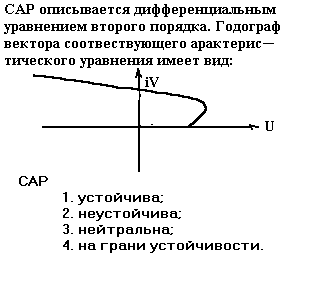 САР описывается дифференциальным
уравнением второго порядка. Годограф
вектора соотвествующего арактерис—
тического уравнения имеет вид:
iV
U
САР
1. устойчива;
2. неустойчива;
3. нейтральна;
4. на грани устойчивости.